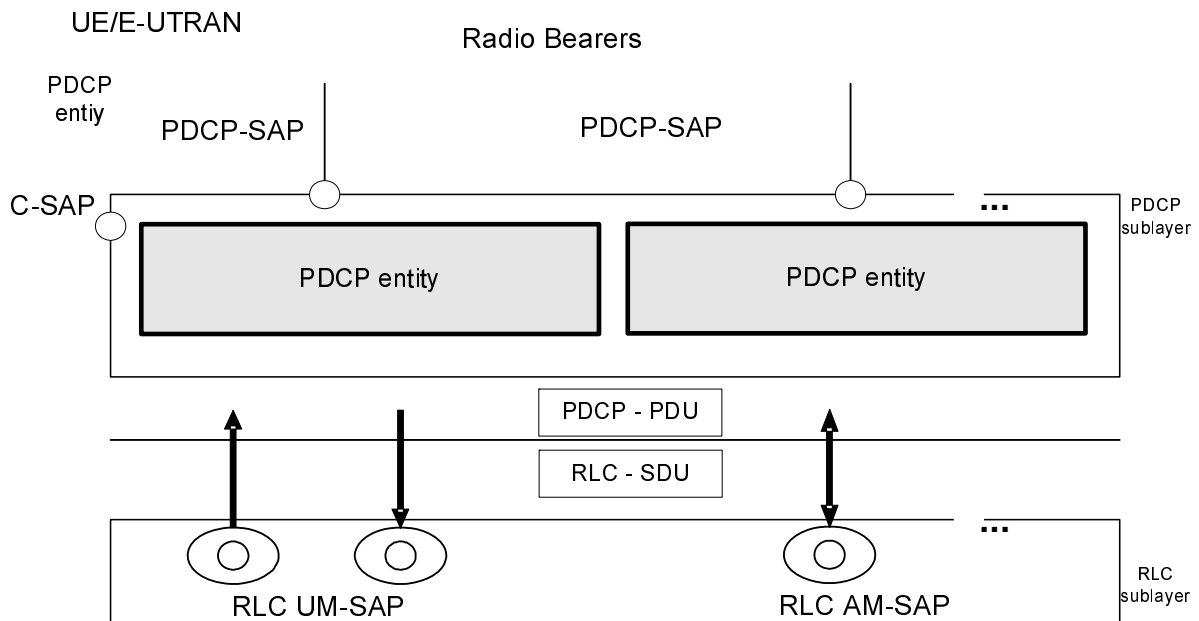 UE/E-UTRAN
Radio Bearers
PDCP
entiy
PDCP-SAP
PDCP-SAP
C-SAP
...
PDCP
sublayer
PDCP entity
PDCP entity
PDCP - PDU
RLC - SDU
...
RLC UM-SAP
RLC AM-SAP
RLC
sublayer